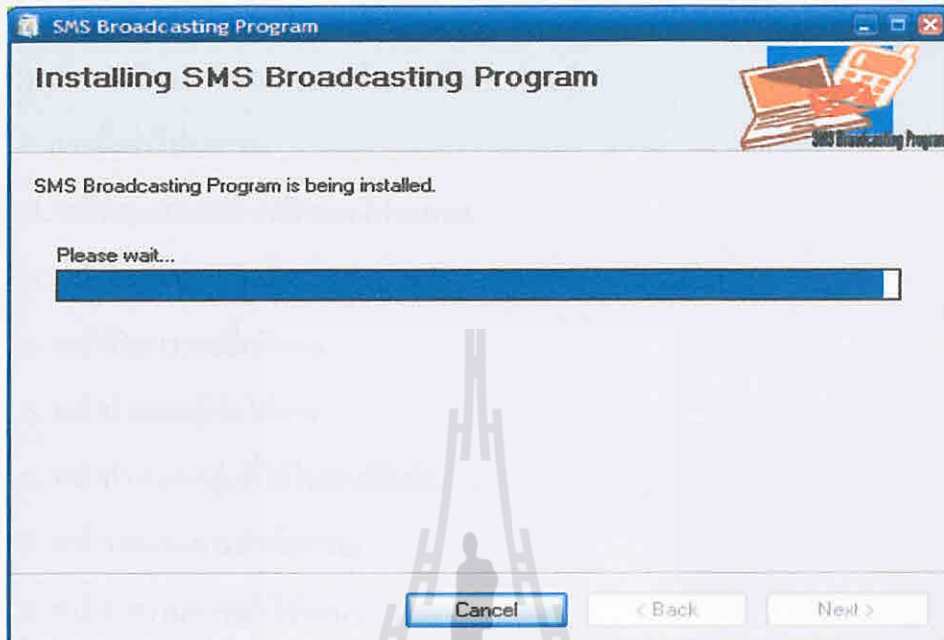 SMS Broadcasting Program
Installing SMS Broadcasting Program
SMS Broadcasting Program
SMS Broadcasting Program is being installed.
Please wait...
Cancel
< Back
Next >